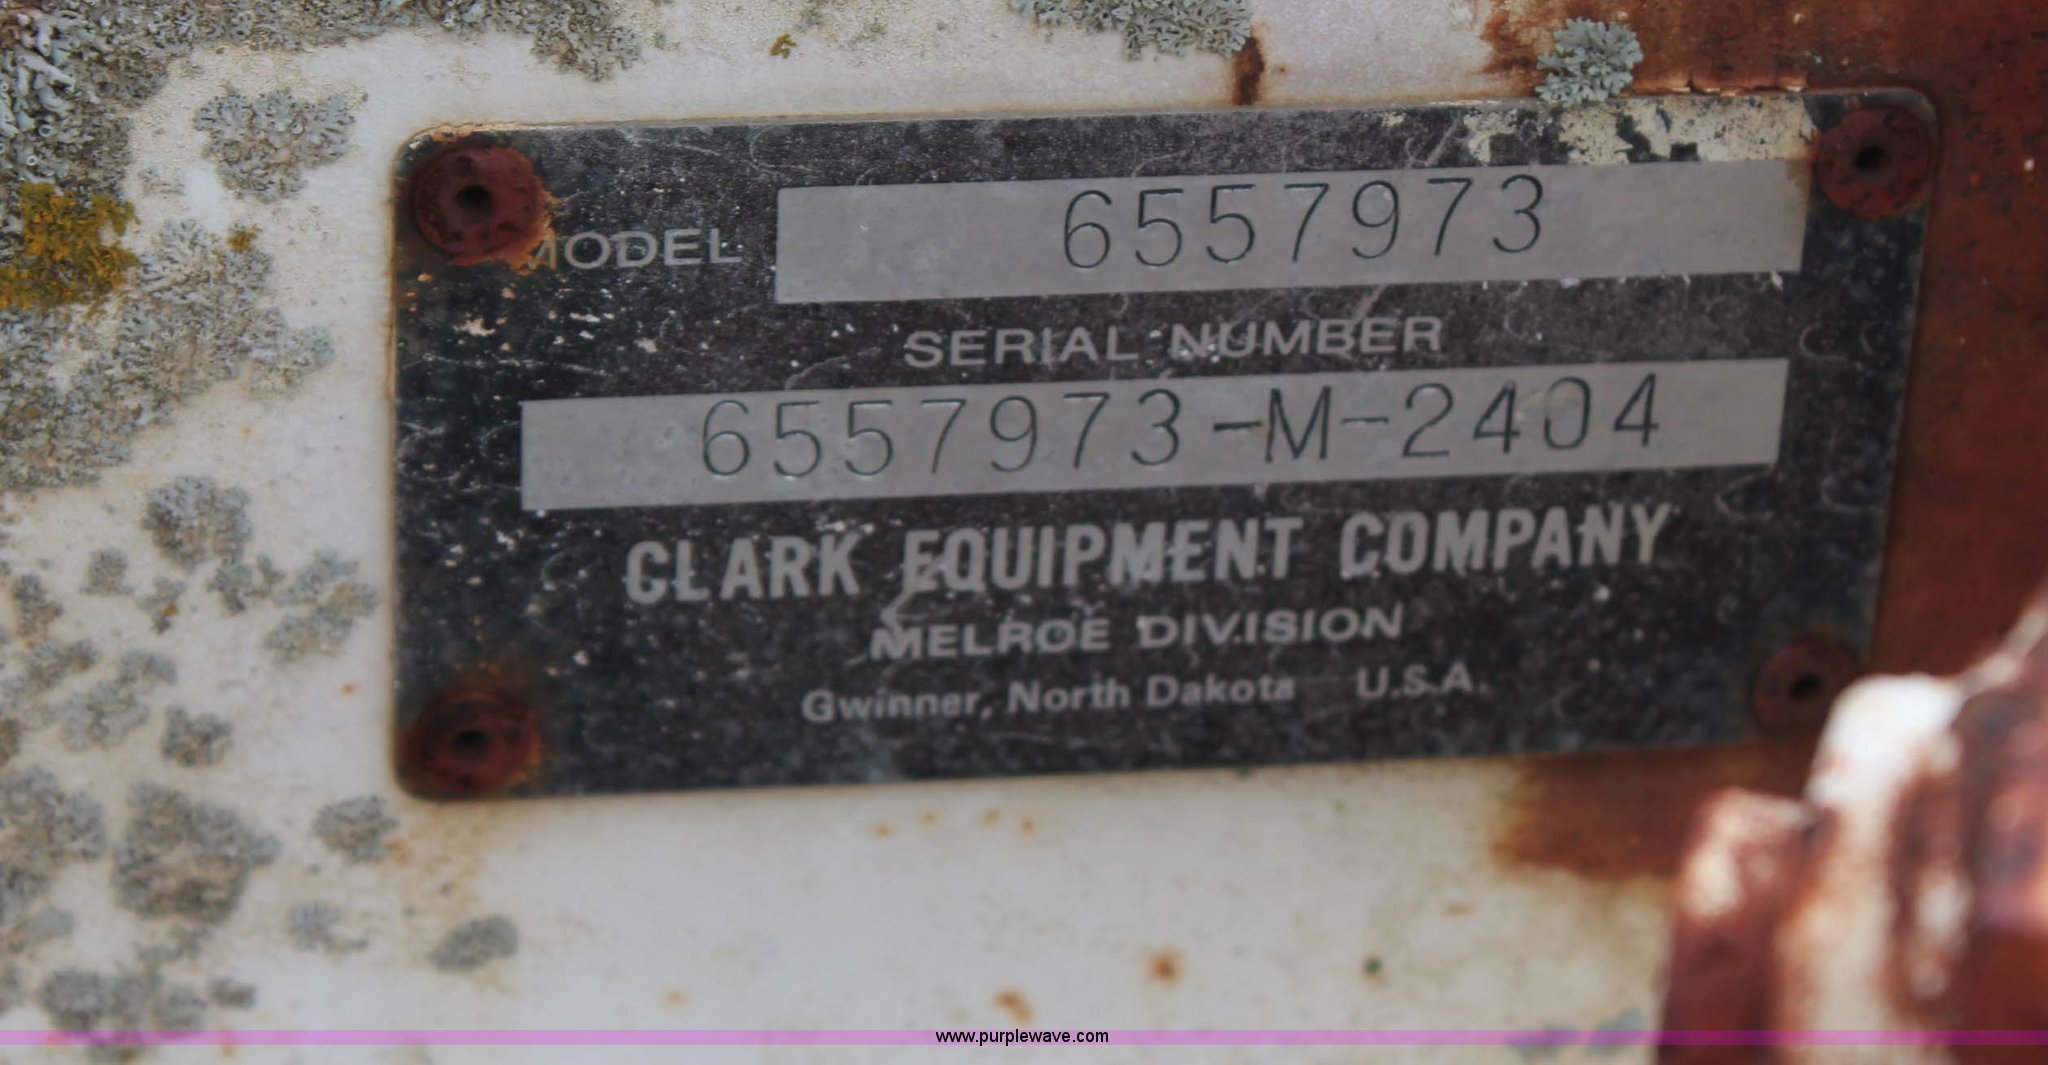 MODEL 6557973
SERIAL NUMBER
6557973-M-2404
CLARK EQUIPMENT COMPANY
MELROE DIVISION
Gwinner, North Dakota U.S.A.
www.purplewave.com